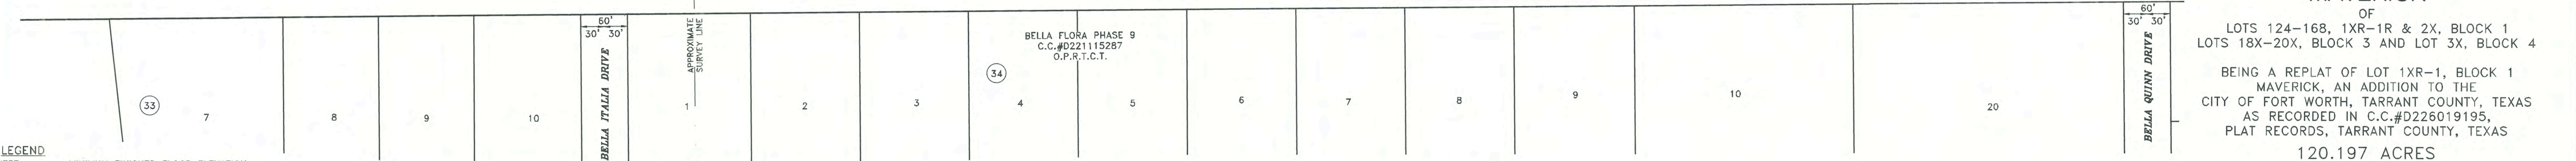 33
7
8
9
10
60'
30' 30'
BELLA ITALIA DRIVE
APPROXIMATE
SURVEY LINE
1
2
3
BELLA FLORA PHASE 9
C.C.#D221115287
O.P.R.T.C.T.
34
4
5
6
7
8
9
10
20
60'
30' 30'
BELLA QUINN DRIVE
OF
LOTS 124-168, 1XR-1R & 2X, BLOCK 1
LOTS 18X-20X, BLOCK 3 AND LOT 3X, BLOCK 4
BEING A REPLAT OF LOT 1XR-1, BLOCK 1
MAVERICK, AN ADDITION TO THE
CITY OF FORT WORTH, TARRANT COUNTY, TEXAS
AS RECORDED IN C.C.#D226019195,
PLAT RECORDS, TARRANT COUNTY, TEXAS
120.197 ACRES
LEGEND